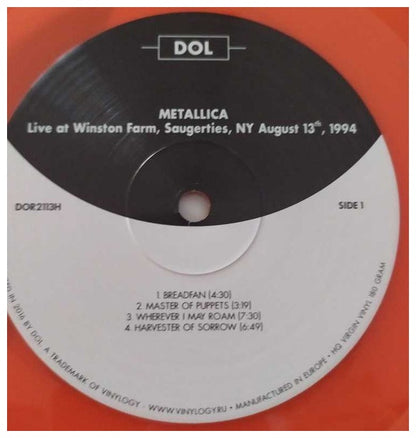 DOL
METALLICA
Live at Winston Farm, Saugerties, NY August 13th, 1994
DOR2113H
SIDE 1
1. BREADFAN (4:30)
2. MASTER OF PUPPETS (3:19)
3. WHEREVER I MAY ROAM (7:30)
4. HARVESTER OF SORROW (6:49)
IN 2016 BY DOL. A TRADEMARK OF VINYLOGY · WWW.VINYLOGY.RU · MANUFACTURED IN EUROPE · HQ VIRGIN VINYL 180 GRAM